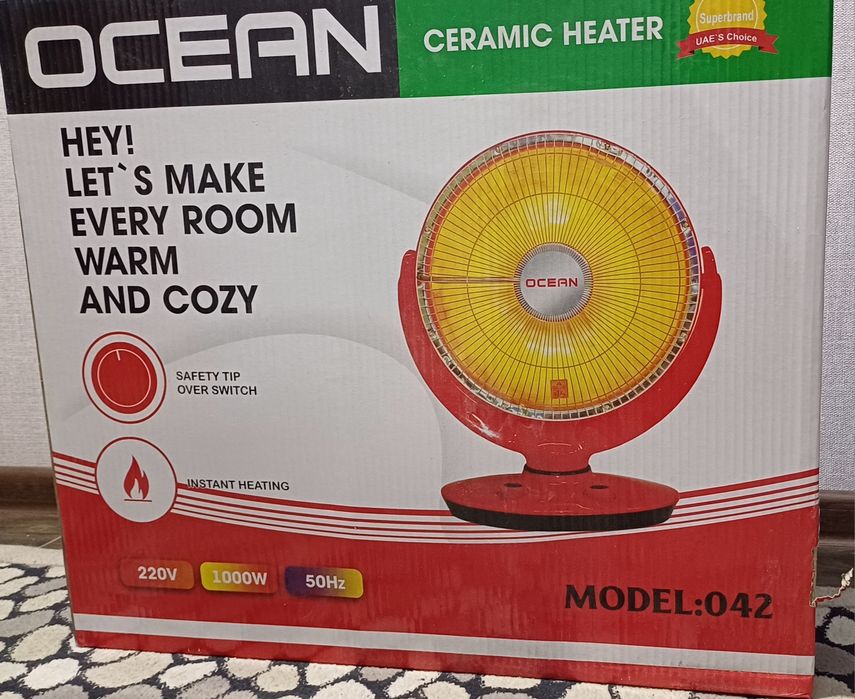 OCEAN
CERAMIC HEATER
Superbrand
UAE`S Choice
HEY!
LET`S MAKE
EVERY ROOM
WARM
AND COZY
OCEAN
SAFETY TIP
OVER SWITCH
INSTANT HEATING
220V
1000W
50Hz
MODEL:042